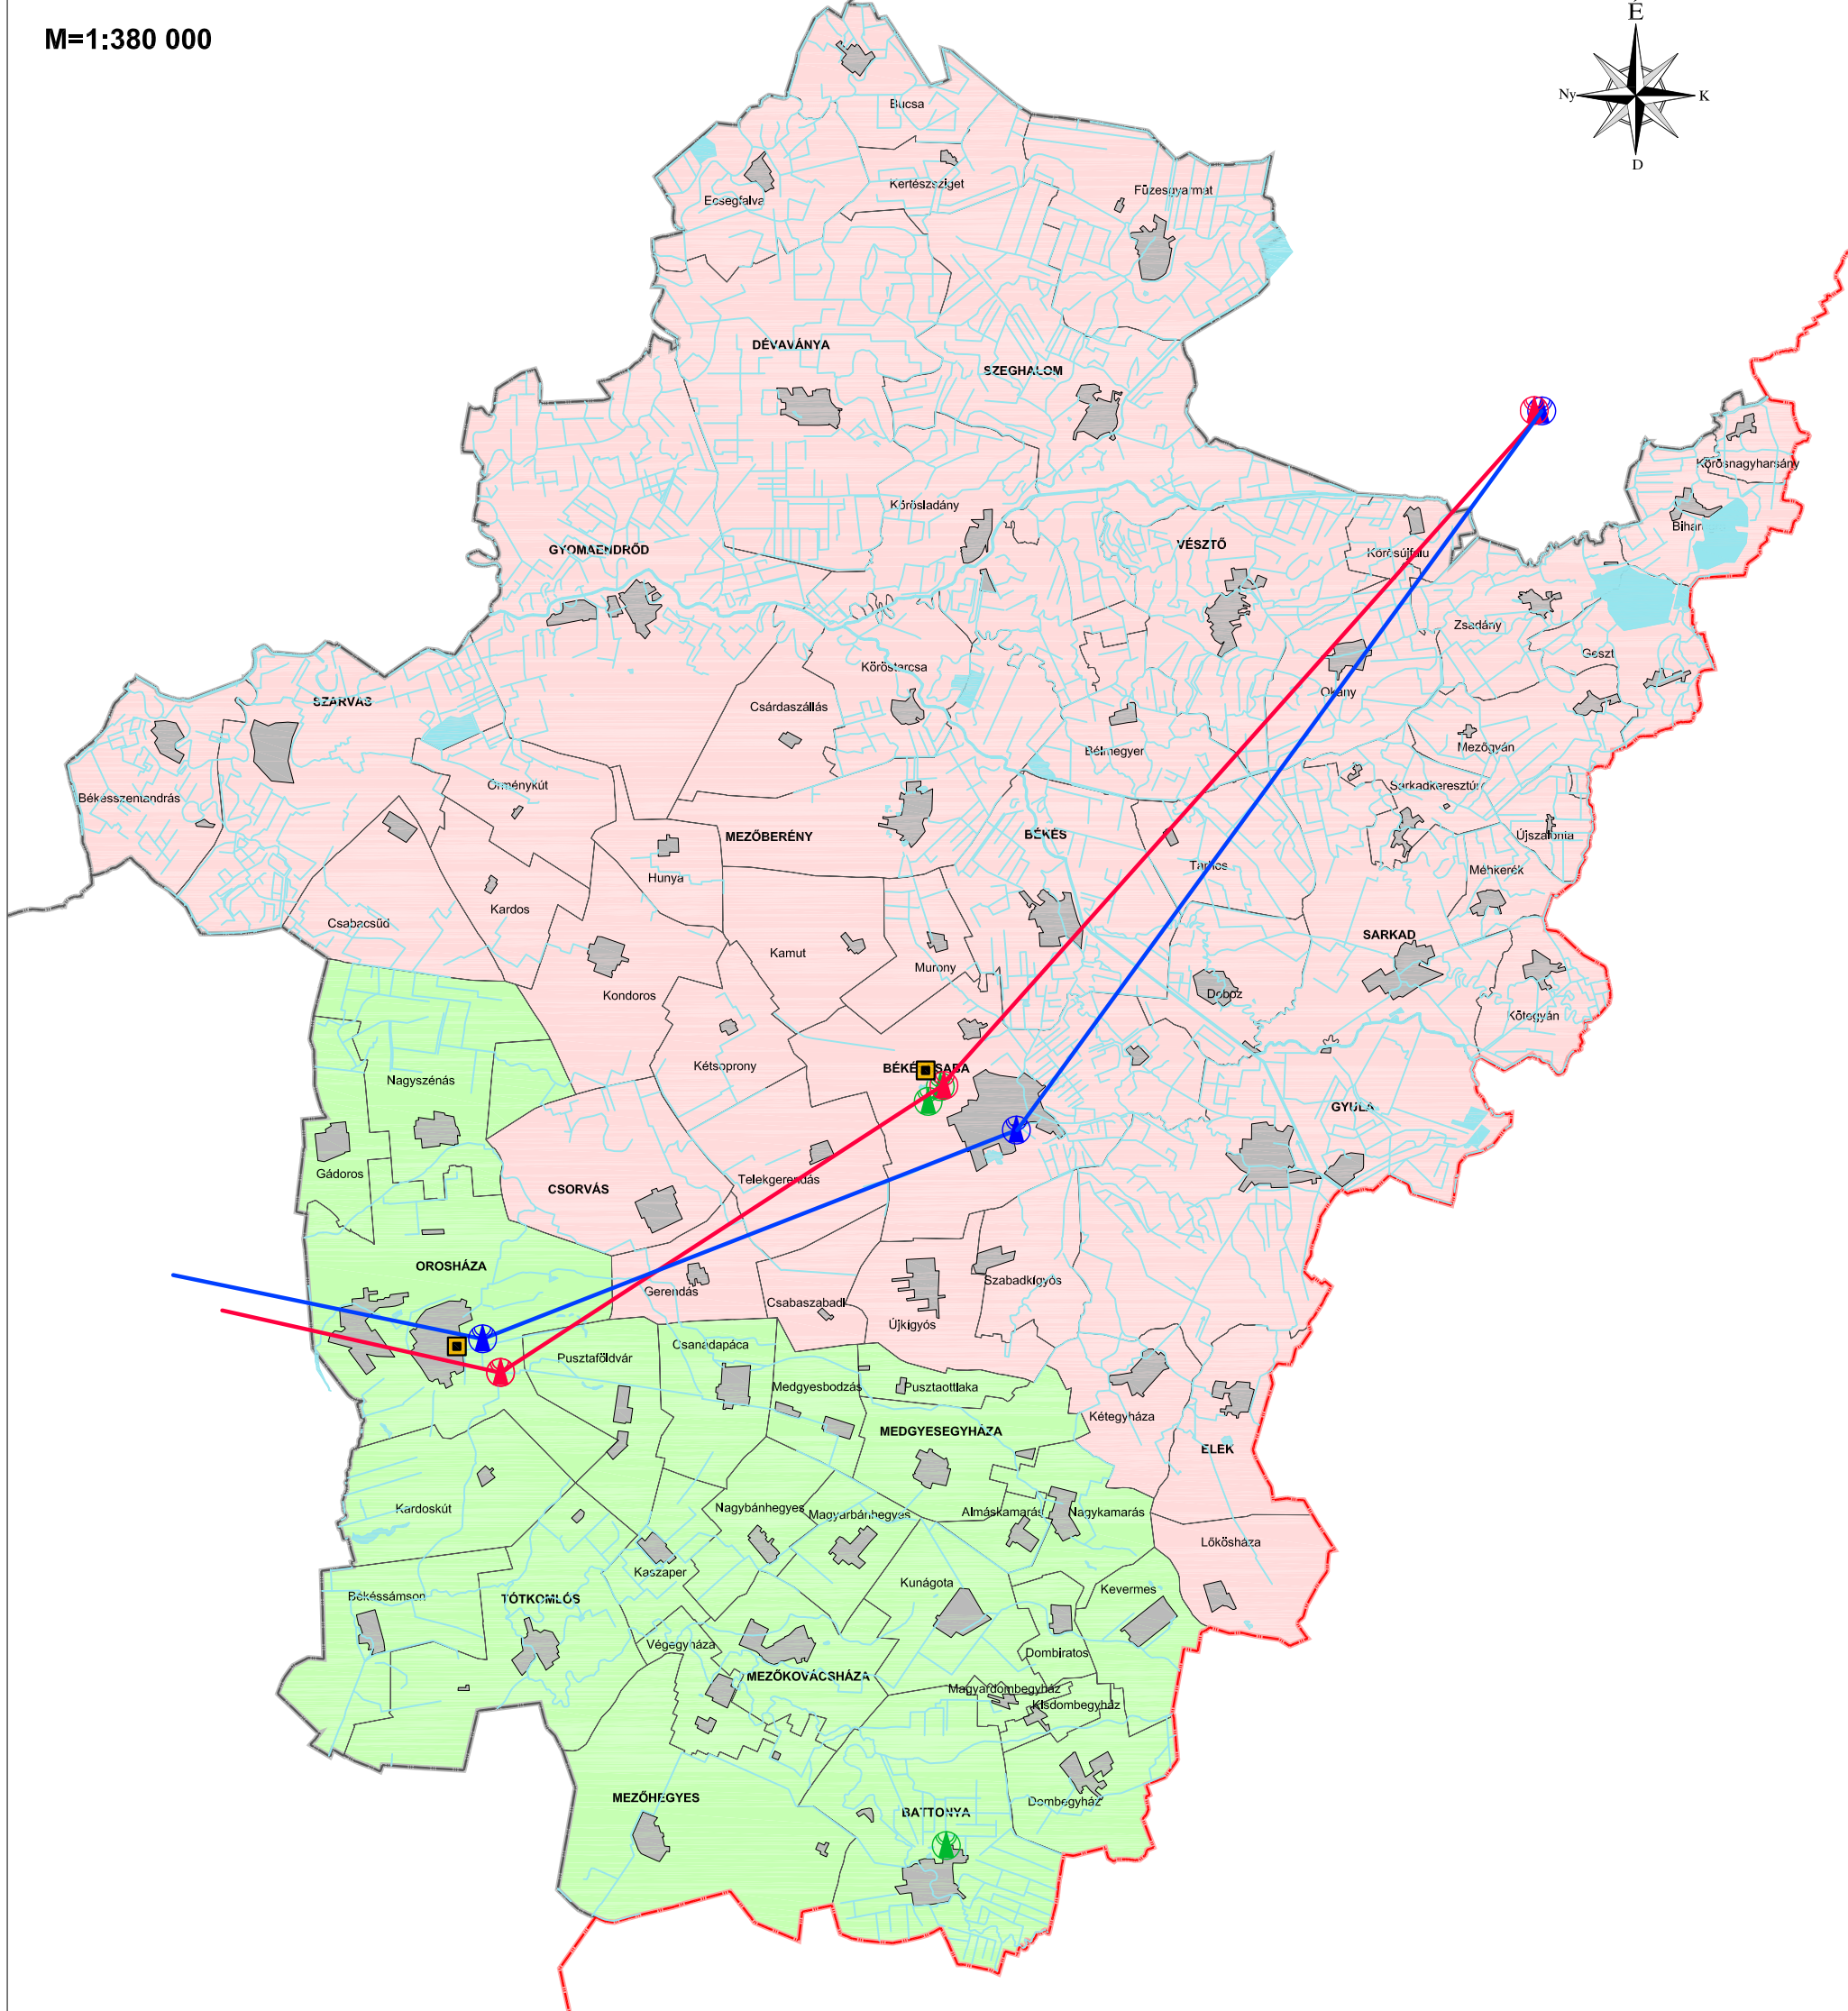 M=1:380 000
É
Ny
K
D
Bucsa
Kertészsziget
Füzesgyarmat
Ecsegfalva
DÉVAVÁNYA
SZEGHALOM
Körösnagyharsány
Körösladány
Bihar
GYOMAENDRŐD
VÉSZTŐ
Körösújfalu
Zsadány
Geszt
Köröstarcsa
Okány
SZARVAS
Csárdaszállás
Mezőgyán
Bélmegyer
Sarkadkeresztúr
Örménykút
Békésszentandrás
MEZŐBERÉNY
BÉKÉS
Újszalonta
Tarhos
Méhkerék
Hunya
Kardos
Csabacsűd
SARKAD
Kamut
Murony
Kondoros
Doboz
Kötegyán
Kétsoprony
BÉKÉSCSABA
Nagyszénás
GYULA
Gádoros
Telekgerendás
CSORVÁS
OROSHÁZA
Szabadkígyós
Gerendás
Csabaszabadi
Újkígyós
Csanádapáca
Pusztaföldvár
Medgyesbodzás
Pusztaottlaka
Kétegyháza
MEDGYESEGYHÁZA
ELEK
Kardoskút
Nagybánhegyes
Magyarbánhegyes
Almáskamarás
Nagykamarás
Lőkösháza
Kaszaper
Kunágota
Kevermes
Békéssámson
TÓTKOMLÓS
Végegyháza
Dombiratos
MEZŐKOVÁCSHÁZA
Magyardombegyház
Kisdombegyház
MEZŐHEGYES
Dombegyház
BATTONYA